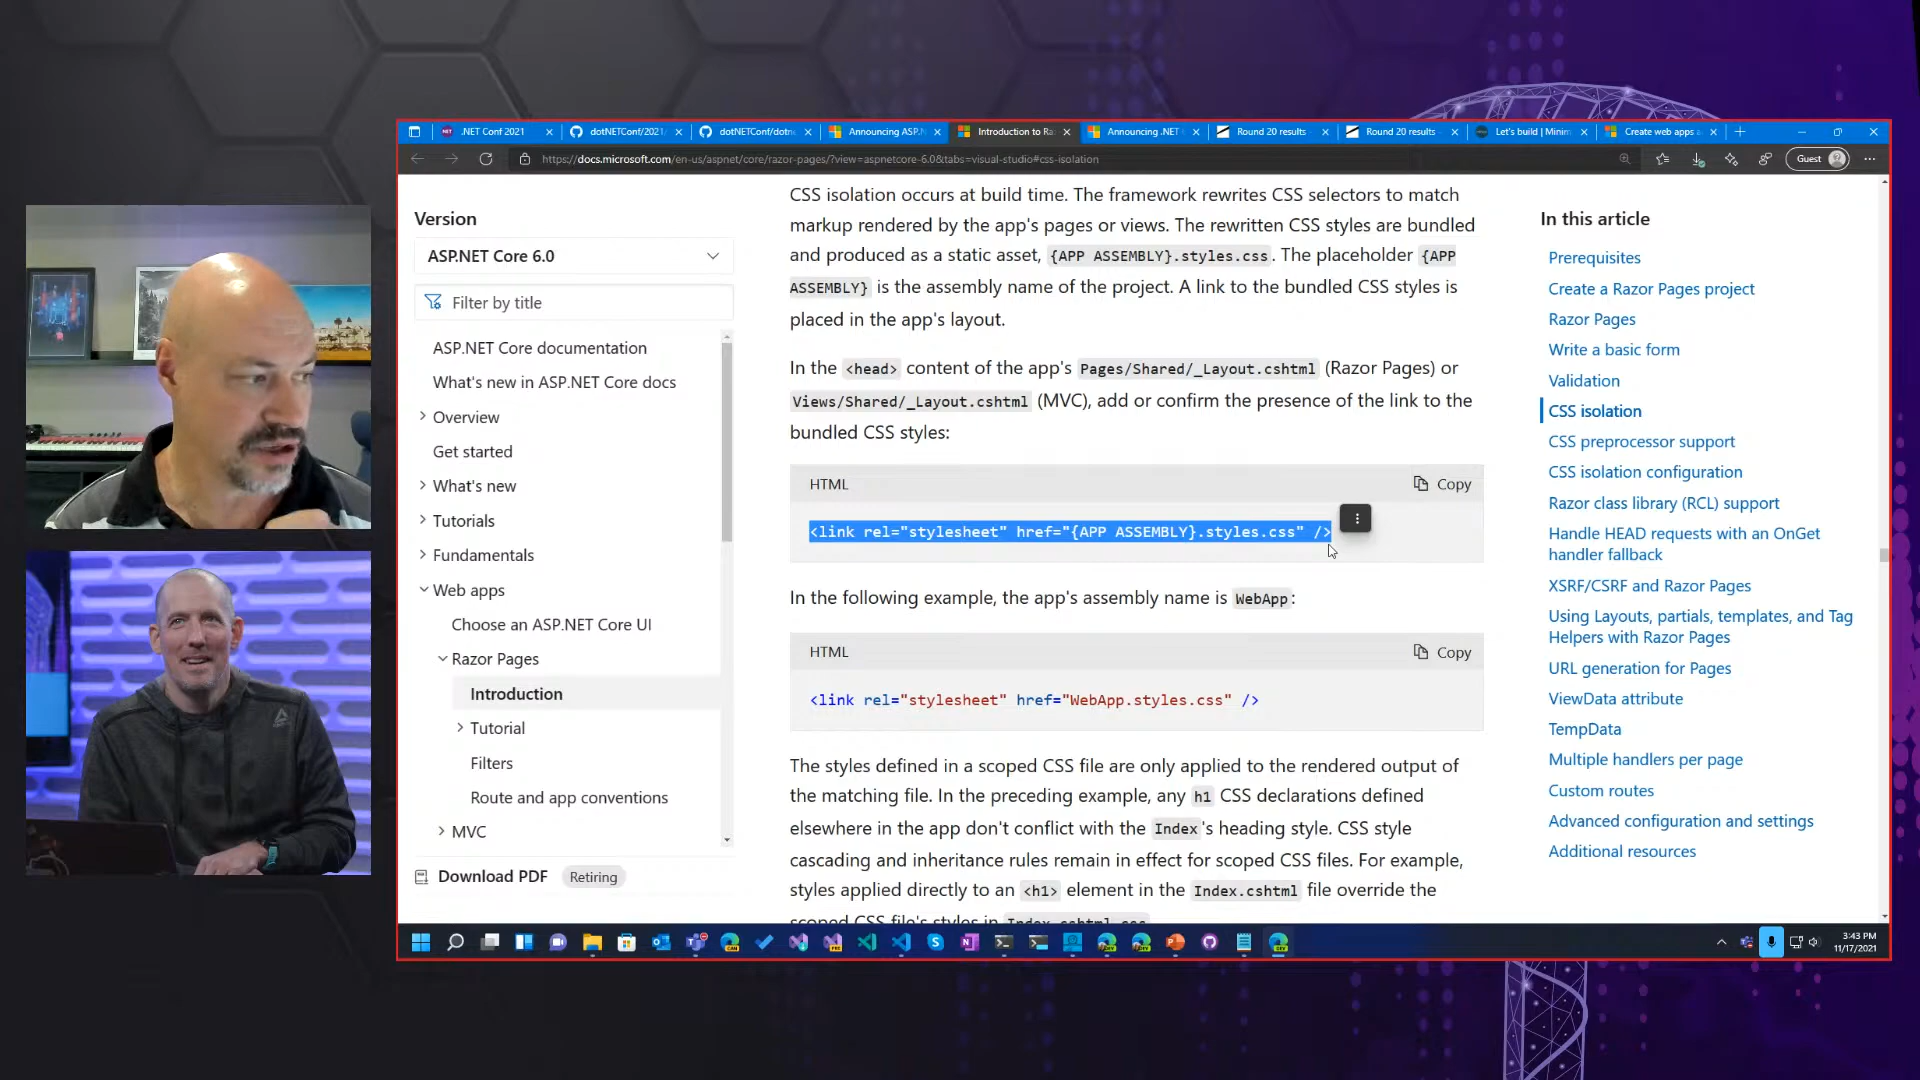 .NET Conf 2021
dotNETConf/2021
dotNETConf/dotn
Announcing ASP.N
Introduction to Ra
Announcing .NET
Round 20 results -
Round 20 results -
Let's build | Minim
Create web apps a
https://docs.microsoft.com/en-us/aspnet/core/razor-pages/?view=aspnetcore-6.0&tabs=visual-studio#css-isolation
Guest
Version
ASP.NET Core 6.0
Filter by title
ASP.NET Core documentation
What's new in ASP.NET Core docs
Overview
Get started
What's new
Tutorials
Fundamentals
Web apps
Choose an ASP.NET Core UI
Razor Pages
Introduction
Tutorial
Filters
Route and app conventions
MVC
Download PDF
Retiring
CSS isolation occurs at build time. The framework rewrites CSS selectors to match
markup rendered by the app's pages or views. The rewritten CSS styles are bundled
and produced as a static asset, {APP ASSEMBLY}.styles.css. The placeholder {APP
ASSEMBLY} is the assembly name of the project. A link to the bundled CSS styles is
placed in the app's layout.
In the <head> content of the app's Pages/Shared/_Layout.cshtml (Razor Pages) or
Views/Shared/_Layout.cshtml (MVC), add or confirm the presence of the link to the
bundled CSS styles:
HTML
Copy
<link rel="stylesheet" href="{APP ASSEMBLY}.styles.css" />
In the following example, the app's assembly name is WebApp:
HTML
Copy
<link rel="stylesheet" href="WebApp.styles.css" />
The styles defined in a scoped CSS file are only applied to the rendered output of
the matching file. In the preceding example, any h1 CSS declarations defined
elsewhere in the app don't conflict with the Index's heading style. CSS style
cascading and inheritance rules remain in effect for scoped CSS files. For example,
styles applied directly to an <h1> element in the Index.cshtml file override the
scoped CSS file's styles in Index.cshtml.css.
In this article
Prerequisites
Create a Razor Pages project
Razor Pages
Write a basic form
Validation
CSS isolation
CSS preprocessor support
CSS isolation configuration
Razor class library (RCL) support
Handle HEAD requests with an OnGet
handler fallback
XSRF/CSRF and Razor Pages
Using Layouts, partials, templates, and Tag
Helpers with Razor Pages
URL generation for Pages
ViewData attribute
TempData
Multiple handlers per page
Custom routes
Advanced configuration and settings
Additional resources
3:43 PM
11/17/2021